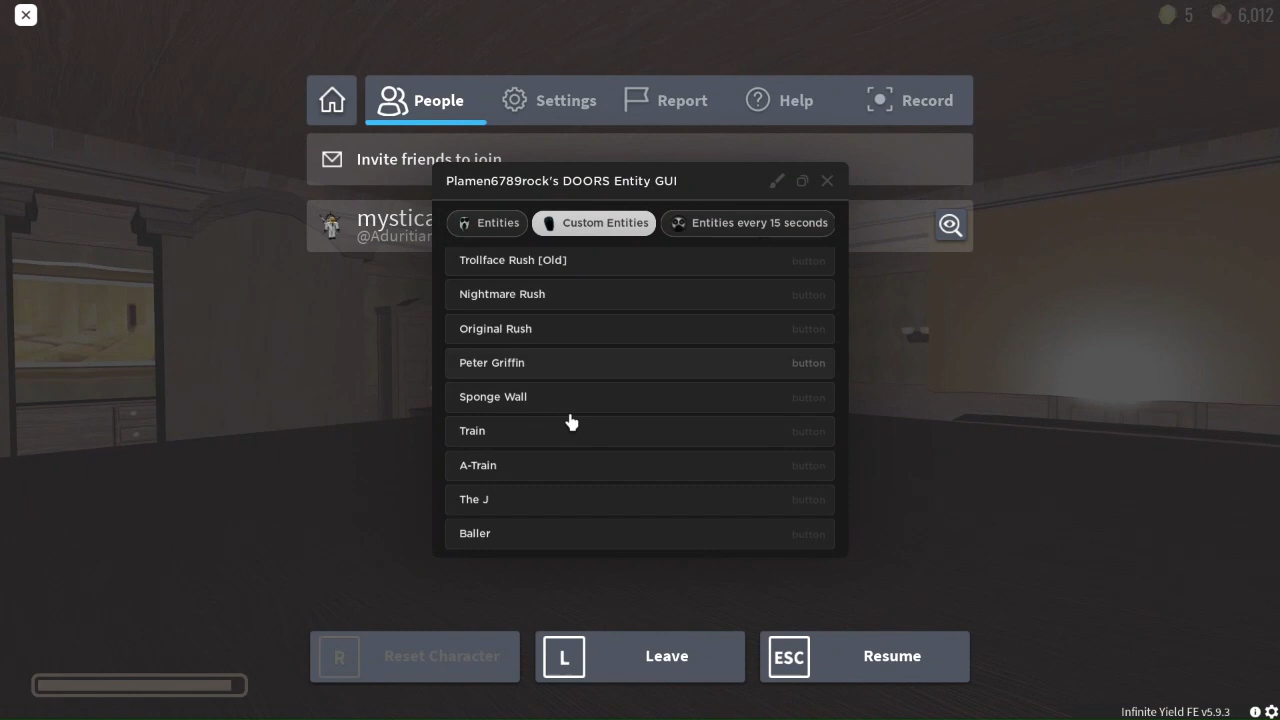 5 6,012
People Settings Report Help Record
Invite friends to join
Plamen6789rock's DOORS Entity GUI
mystica
@Aduritian
Entities Custom Entities Entities every 15 seconds
Trollface Rush [Old] button
Nightmare Rush button
Original Rush button
Peter Griffin button
Sponge Wall button
Train button
A-Train button
The J button
Baller button
R Reset Character L Leave ESC Resume
Infinite Yield FE v5.9.3